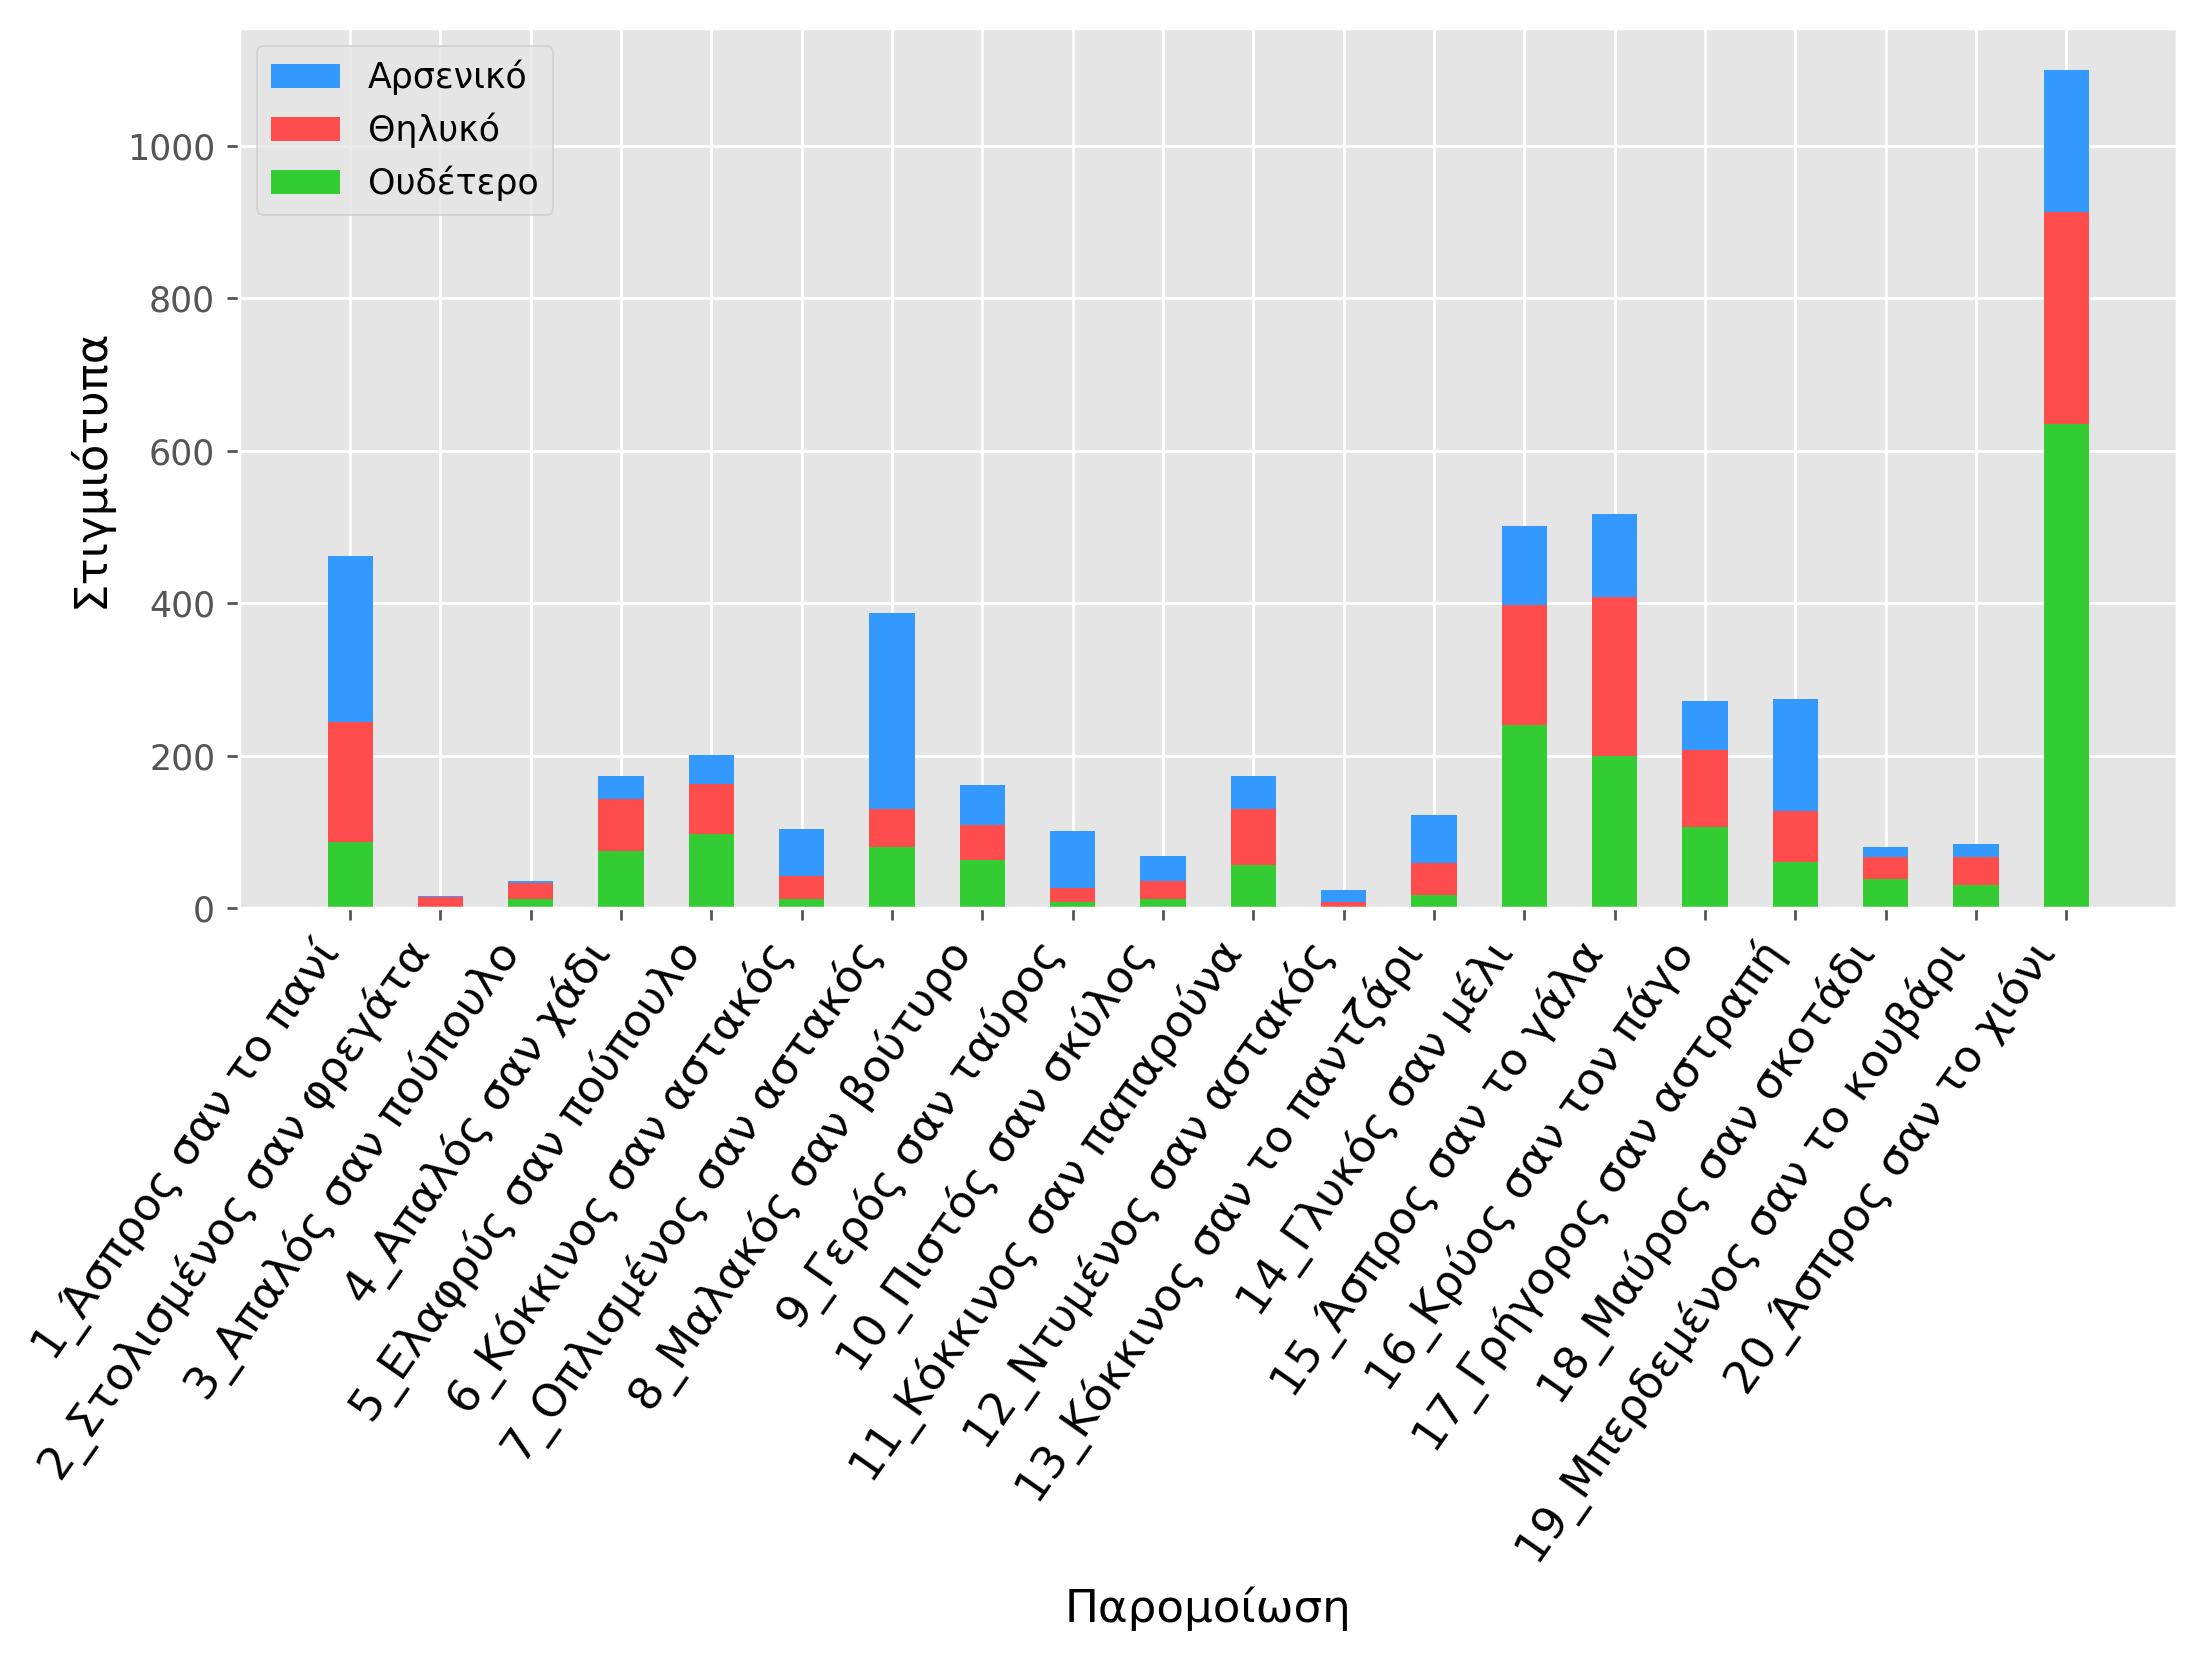 Αρσενικό
Θηλυκό
Ουδέτερο
1000
800
600
400
200
0
Στιγμιότυπα
1_Άσπρος σαν το πανί
2_Στολισμένος σαν φρεγάτα
3_Απαλός σαν πούπουλο
4_Απαλός σαν χάδι
5_Ελαφρύς σαν πούπουλο
6_Κόκκινος σαν αστακός
7_Οπλισμένος σαν αστακός
8_Μαλακός σαν βούτυρο
9_Γερός σαν ταύρος
10_Πιστός σαν σκύλος
11_Κόκκινος σαν παπαρούνα
12_Ντυμένος σαν αστακός
13_Κόκκινος σαν το παντζάρι
14_Γλυκός σαν μέλι
15_Άσπρος σαν το γάλα
16_Κρύος σαν τον πάγο
17_Γρήγορος σαν αστραπή
18_Μαύρος σαν σκοτάδι
19_Μπερδεμένος σαν το κουβάρι
20_Άσπρος σαν το χιόνι
Παρομοίωση